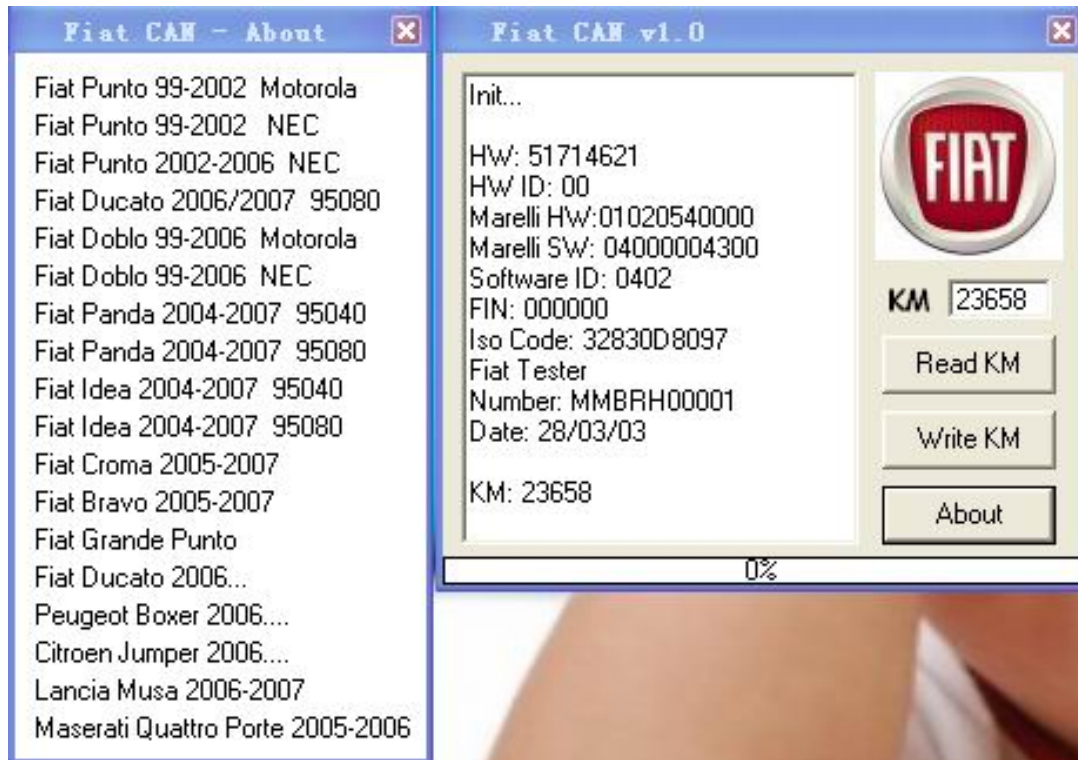 Fiat CAN - About
Fiat Punto 99-2002 Motorola
Fiat Punto 99-2002 NEC
Fiat Punto 2002-2006 NEC
Fiat Ducato 2006/2007 95080
Fiat Doblo 99-2006 Motorola
Fiat Doblo 99-2006 NEC
Fiat Panda 2004-2007 95040
Fiat Panda 2004-2007 95080
Fiat Idea 2004-2007 95040
Fiat Idea 2004-2007 95080
Fiat Croma 2005-2007
Fiat Bravo 2005-2007
Fiat Grande Punto
Fiat Ducato 2006...
Peugeot Boxer 2006....
Citroen Jumper 2006....
Lancia Musa 2006-2007
Maserati Quattro Porte 2005-2006
Fiat CAN v1.0
Init...
HW: 51714621
HW ID: 00
Marelli HW:01020540000
Marelli SW: 04000004300
Software ID: 0402
FIN: 000000
Iso Code: 32830D8097
Fiat Tester
Number: MMBRH00001
Date: 28/03/03
KM: 23658
FIAT
KM 23658
Read KM
Write KM
About
0%